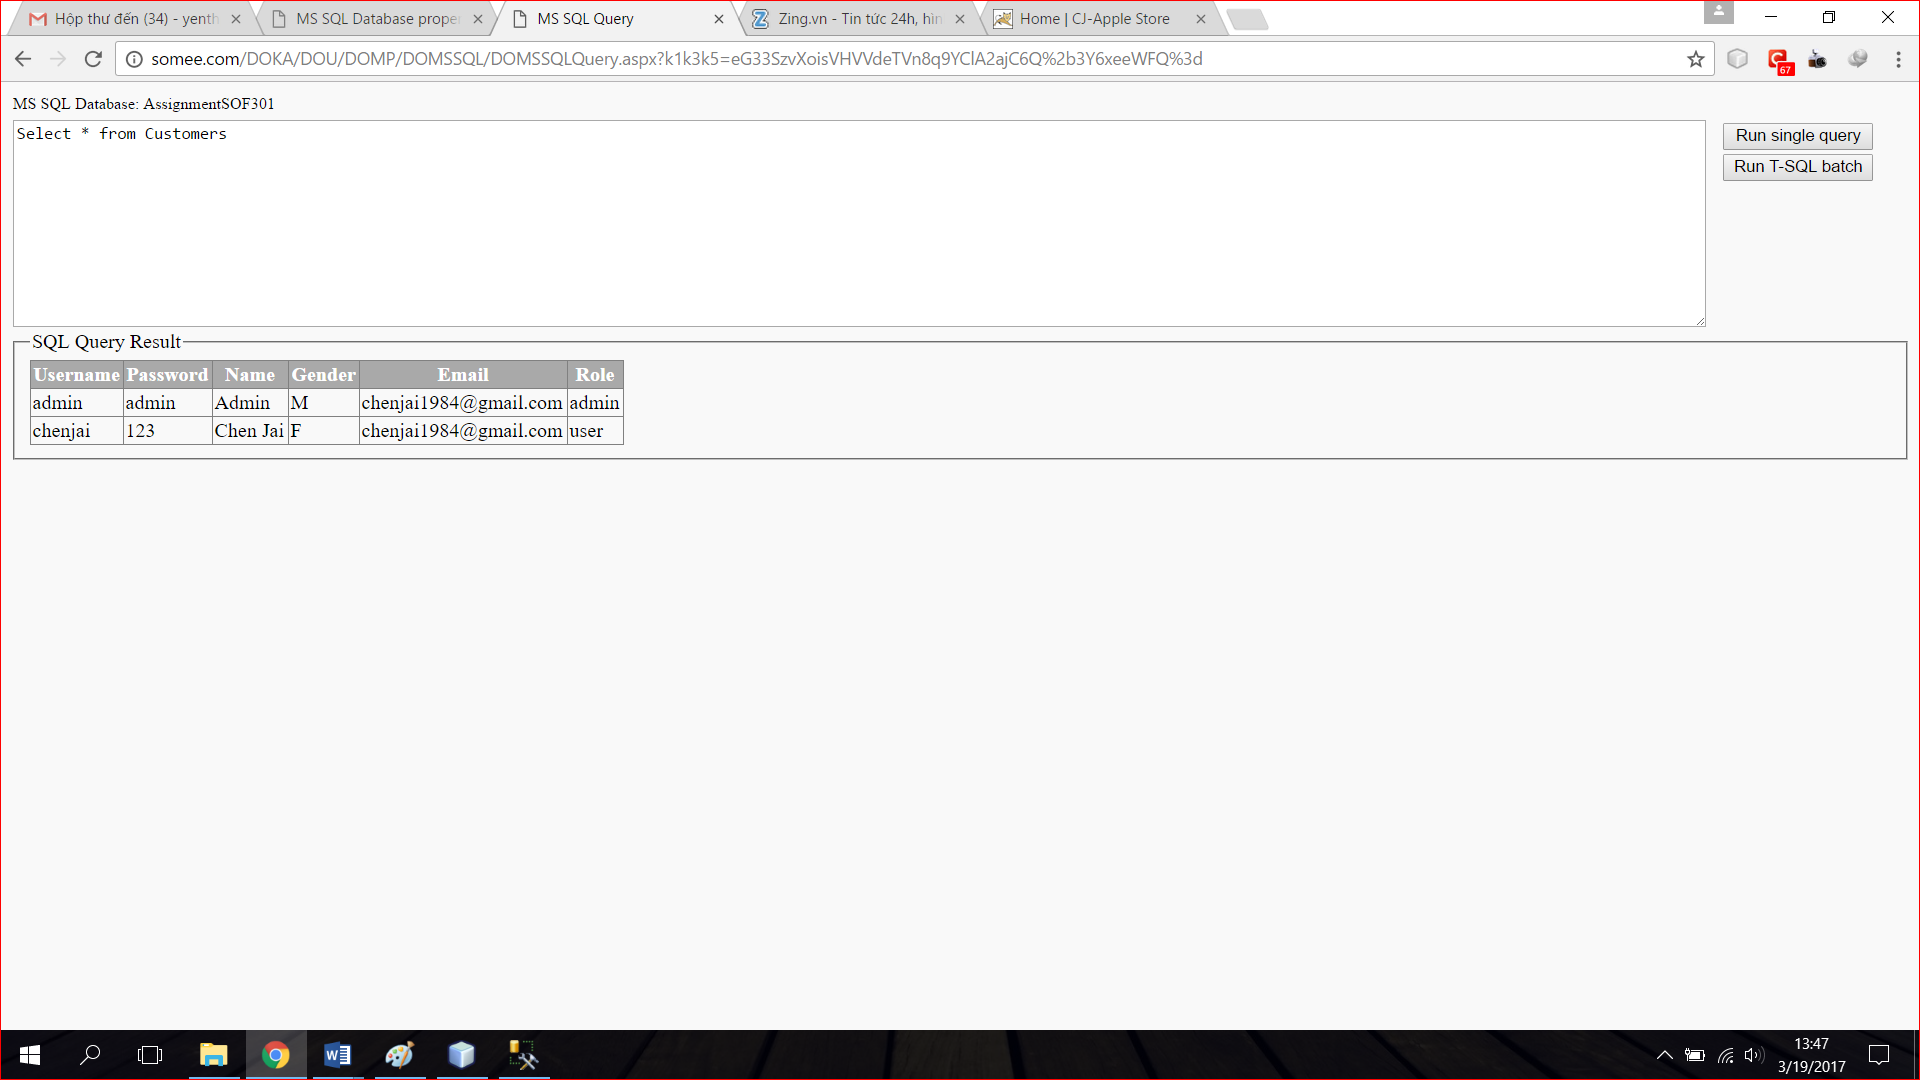 Hộp thư đến (34) - yenth
MS SQL Database proper
MS SQL Query
Zing.vn - Tin tức 24h, hìn
Home | CJ-Apple Store
somee.com/DOKA/DOU/DOMP/DOMSSQL/DOMSSQLQuery.aspx?k1k3k5=eG33SzvXoisVHVVdeTVn8q9YClA2ajC6Q%2b3Y6xeeWFQ%3d
67
MS SQL Database: AssignmentSOF301
Select * from Customers
Run single query
Run T-SQL batch
SQL Query Result
Username Password Name Gender Email Role
admin admin Admin M chenjai1984@gmail.com admin
chenjai 123 Chen Jai F chenjai1984@gmail.com user
13:47
3/19/2017